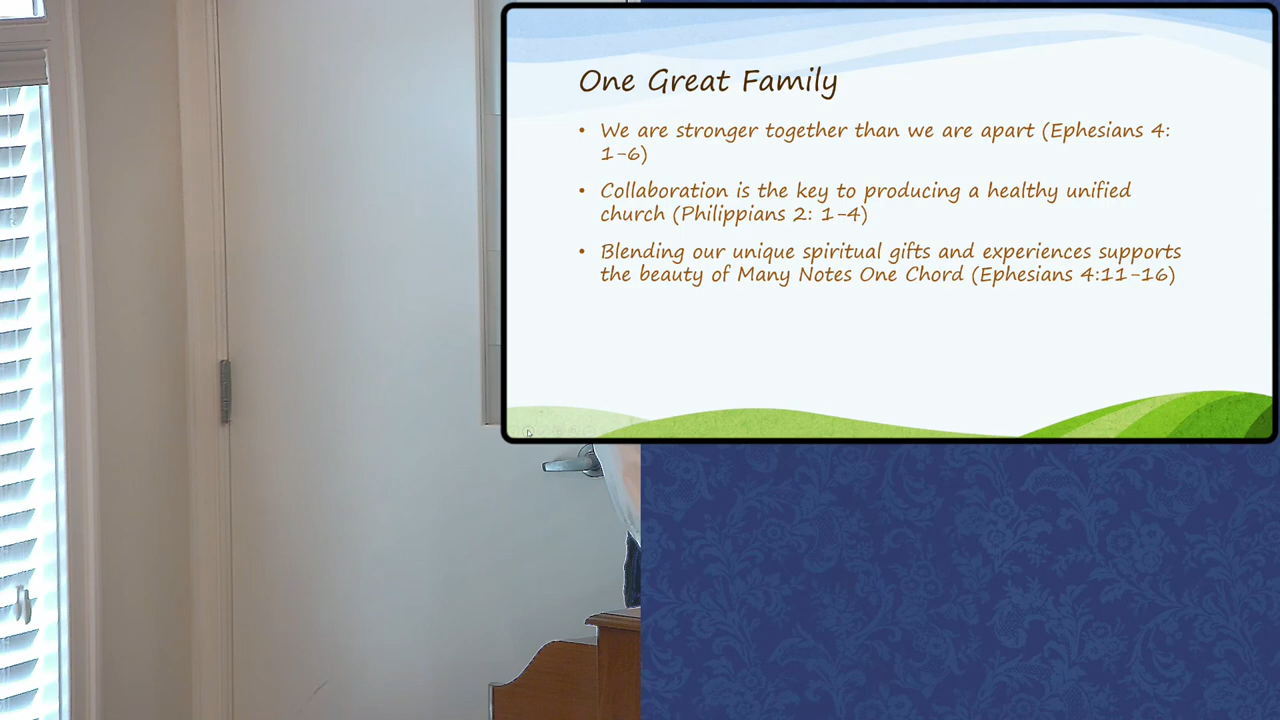 One Great Family
• We are stronger together than we are apart (Ephesians 4:
1-6)
• Collaboration is the key to producing a healthy unified
church (Philippians 2: 1-4)
• Blending our unique spiritual gifts and experiences supports
the beauty of Many Notes One Chord (Ephesians 4:11-16)